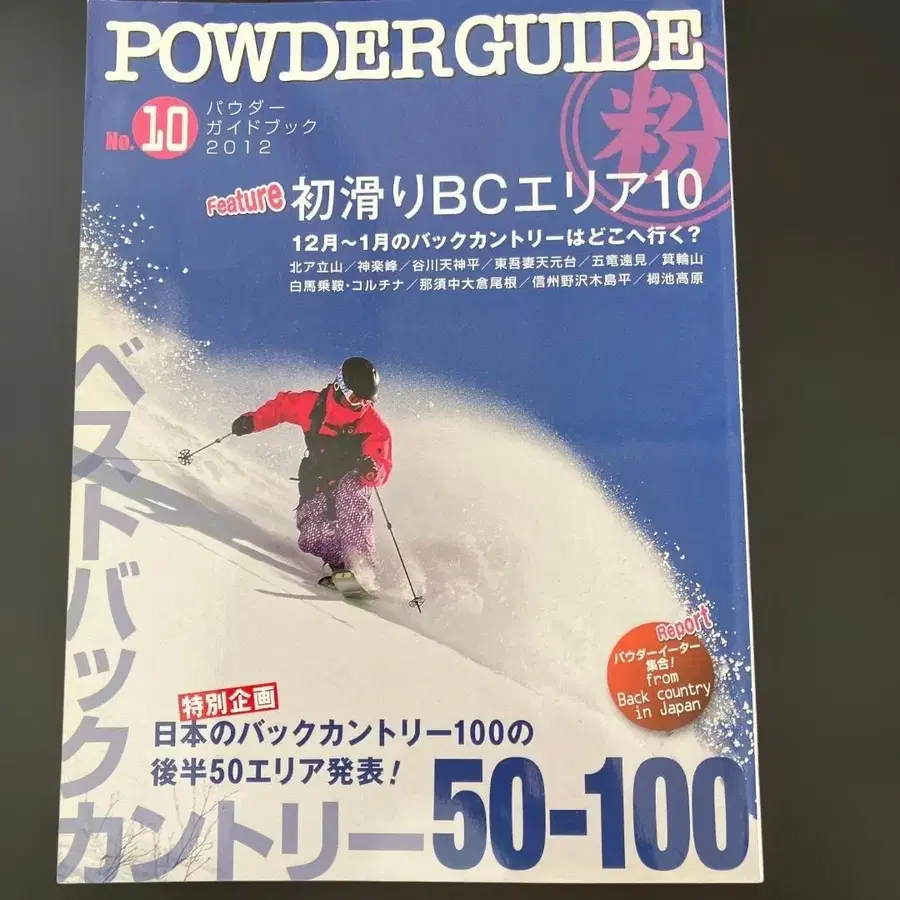 POWDERGUIDE
粉
No.10
パウダー
ガイドブック
2012
Feature
初滑りBCエリア10
12月~1月のバックカントリーはどこへ行く?
北ア立山/神楽峰/谷川天神平/東吾妻天元台/五竜遠見/箕輪山
白馬乗鞍・コルチナ/那須中大倉尾根/信州野沢木島平/栂池高原
ベストバックカントリー50-100
Report
パウダーイーター
集合!
from
Back country
in Japan
特別企画
日本のバックカントリー100の
後半50エリア発表!